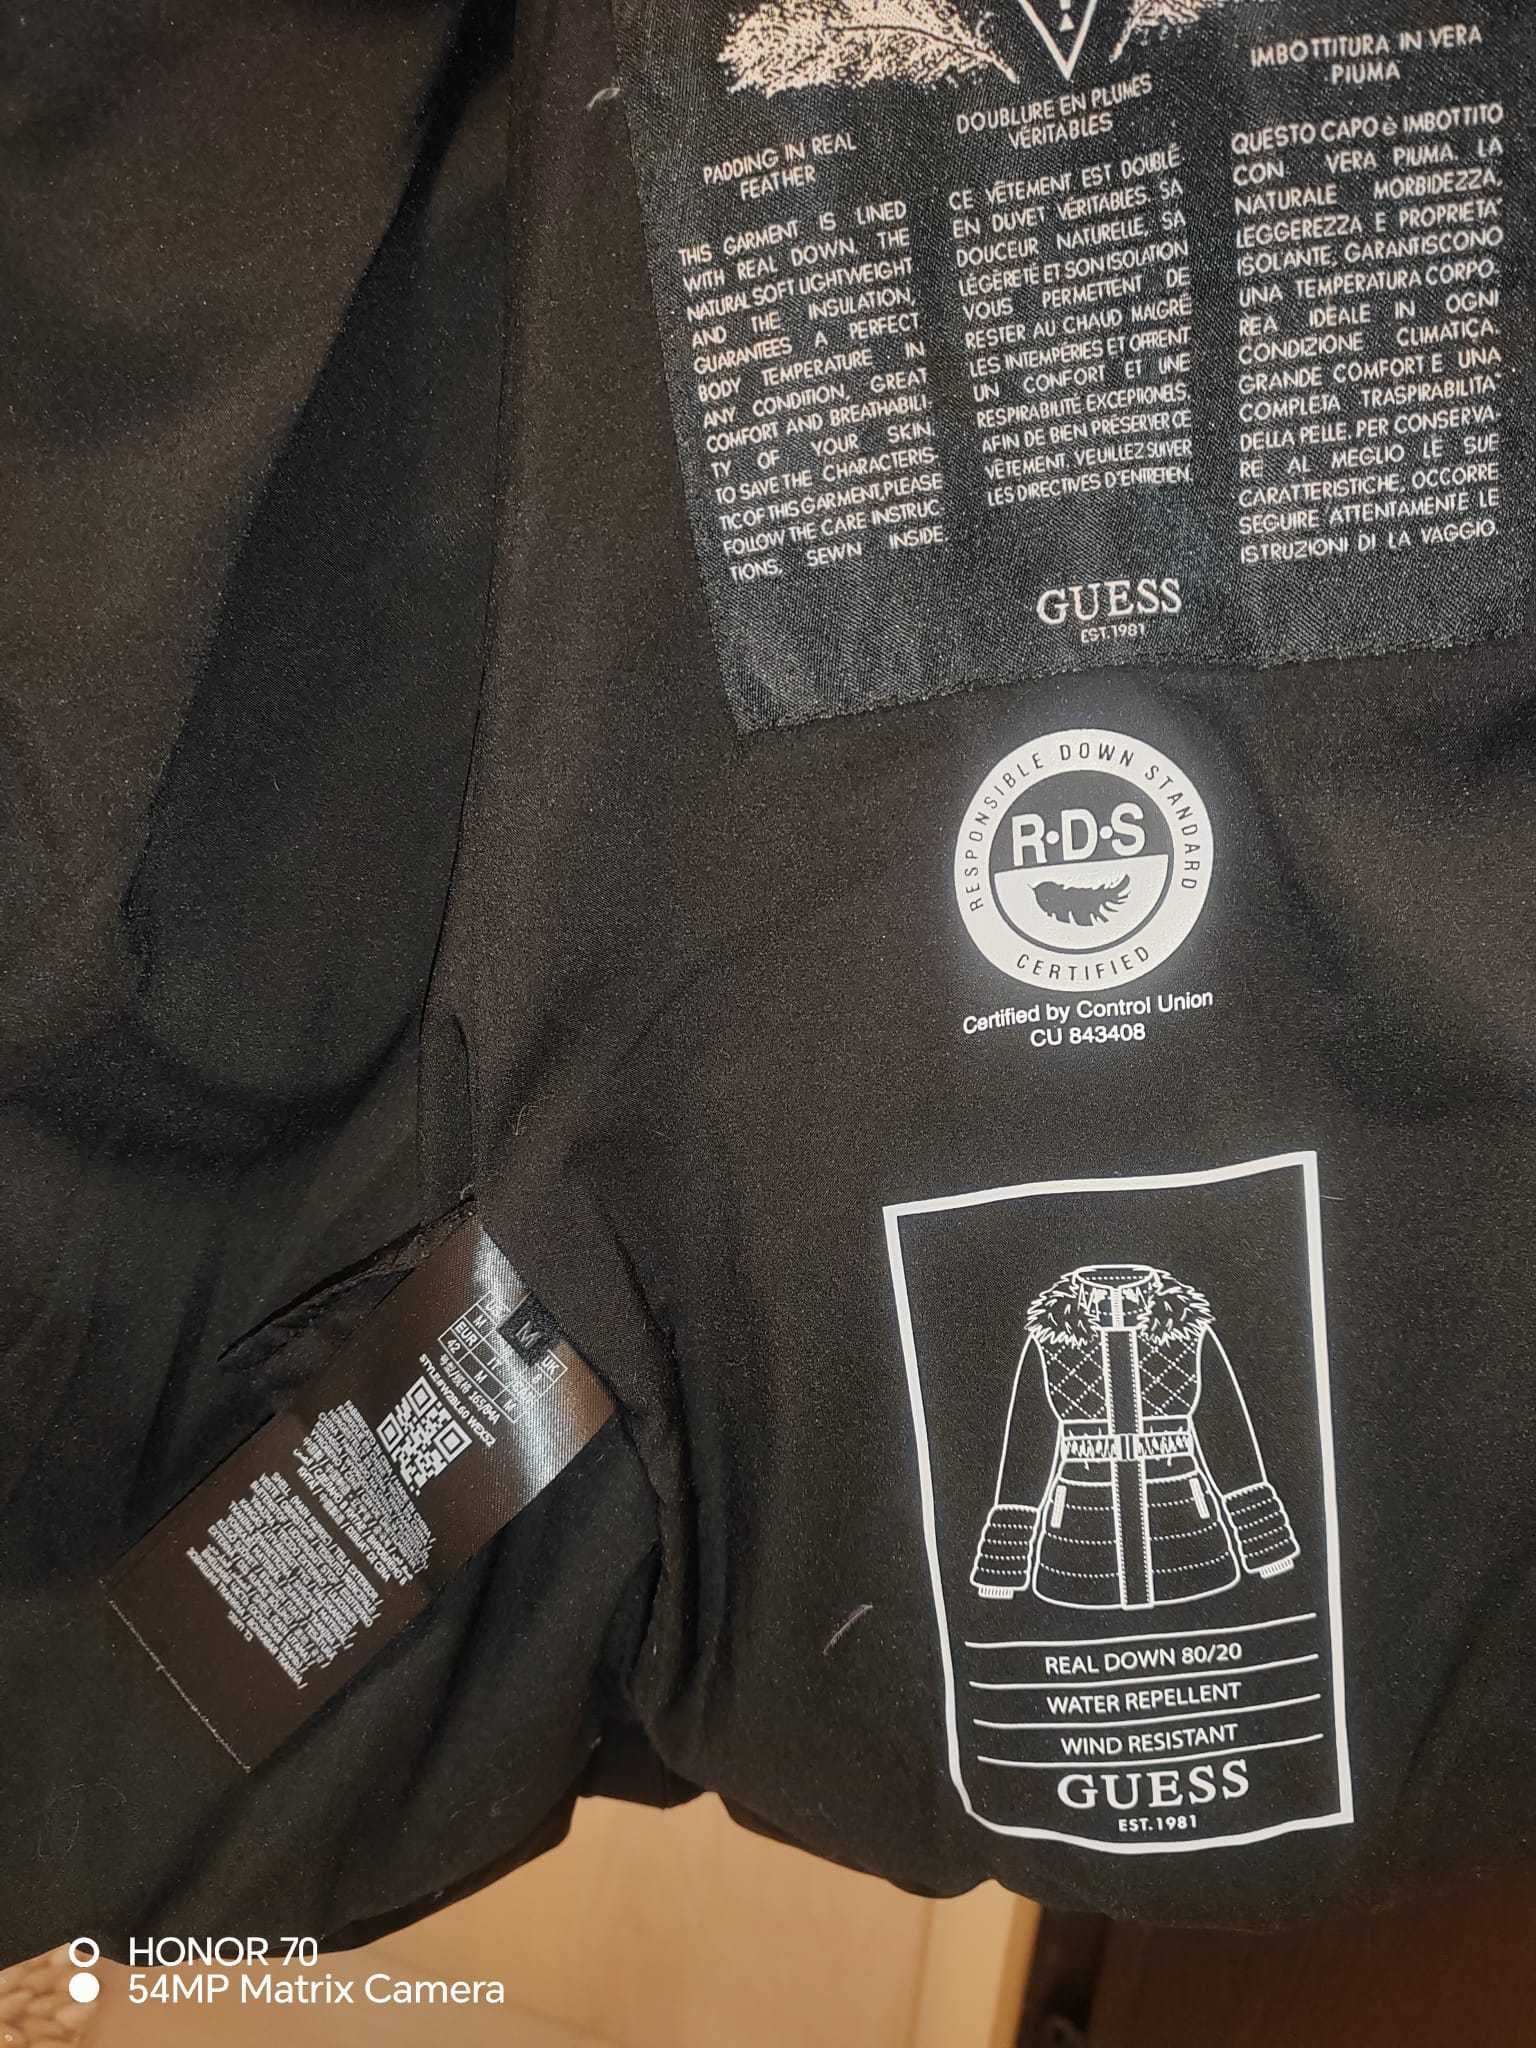 PADDING IN REAL
FEATHER
THIS GARMENT IS LINED
WITH REAL DOWN. THE
NATURAL SOFT LIGHTWEIGHT
AND THE INSULATION,
GUARANTEES A PERFECT
BODY TEMPERATURE IN
ANY CONDITION, GREAT
COMFORT AND BREATHABILI-
TY OF YOUR SKIN.
TO SAVE THE CHARACTERIS-
TIC OF THIS GARMENT, PLEASE
FOLLOW THE CARE INSTRUC-
TIONS, SEWN INSIDE.
DOUBLURE EN PLUMES
VÉRITABLES
CE VÊTEMENT EST DOUBLÉ
EN DUVET VÉRITABLES. SA
DOUCEUR NATURELLE, SA
LÉGÈRETÉ ET SON ISOLATION
VOUS PERMETTENT DE
RESTER AU CHAUD MALGRÉ
LES INTEMPÉRIES ET OFFRENT
UN CONFORT ET UNE
RESPIRABILITÉ EXCEPTIONELS.
AFIN DE BIEN PRÉSERVER CE
VÊTEMENT, VEUILLEZ SUIVER
LES DIRECTIVES D'ENTRETIEN.
IMBOTTITURA IN VERA
PIUMA
QUESTO CAPO è IMBOTTITO
CON VERA PIUMA. LA
NATURALE MORBIDEZZA,
LEGGEREZZA E PROPRIETA'
ISOLANTE, GARANTISCONO
UNA TEMPERATURA CORPO-
REA IDEALE IN OGNI
CONDIZIONE CLIMATICA.
GRANDE COMFORT E UNA
COMPLETA TRASPIRABILITA'
DELLA PELLE. PER CONSERVA-
RE AL MEGLIO LE SUE
CARATTERISTICHE, OCCORRE
SEGUIRE ATTENTAMENTE LE
ISTRUZIONI DI LA VAGGIO.
GUESS
EST.1981
RESPONSIBLE DOWN STANDARD
R·D·S
CERTIFIED
Certified by Control Union
CU 843408
M
UK
M
EUR
IT
42
M
M
165/84A
STYLE#W2BL60 WEX52
REAL DOWN 80/20
WATER REPELLENT
WIND RESISTANT
GUESS
EST. 1981
HONOR 70
54MP Matrix Camera